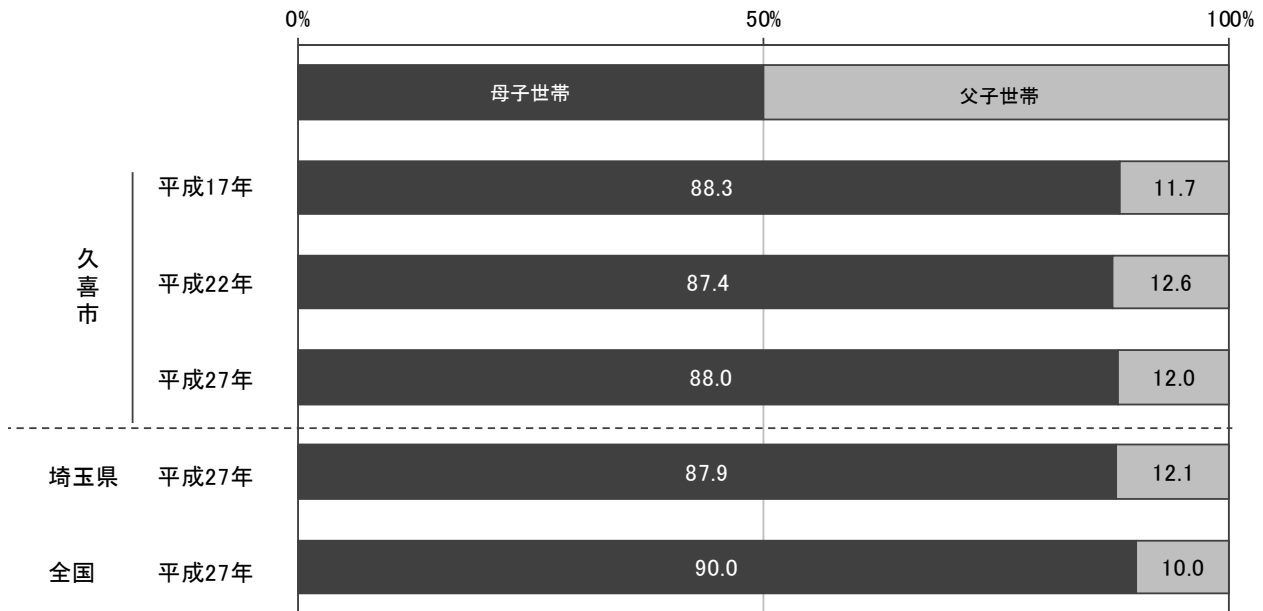 0% 50% 100%
母子世帯 父子世帯
久喜市
平成17年 88.3 11.7
平成22年 87.4 12.6
平成27年 88.0 12.0
埼玉県 平成27年 87.9 12.1
全国 平成27年 90.0 10.0